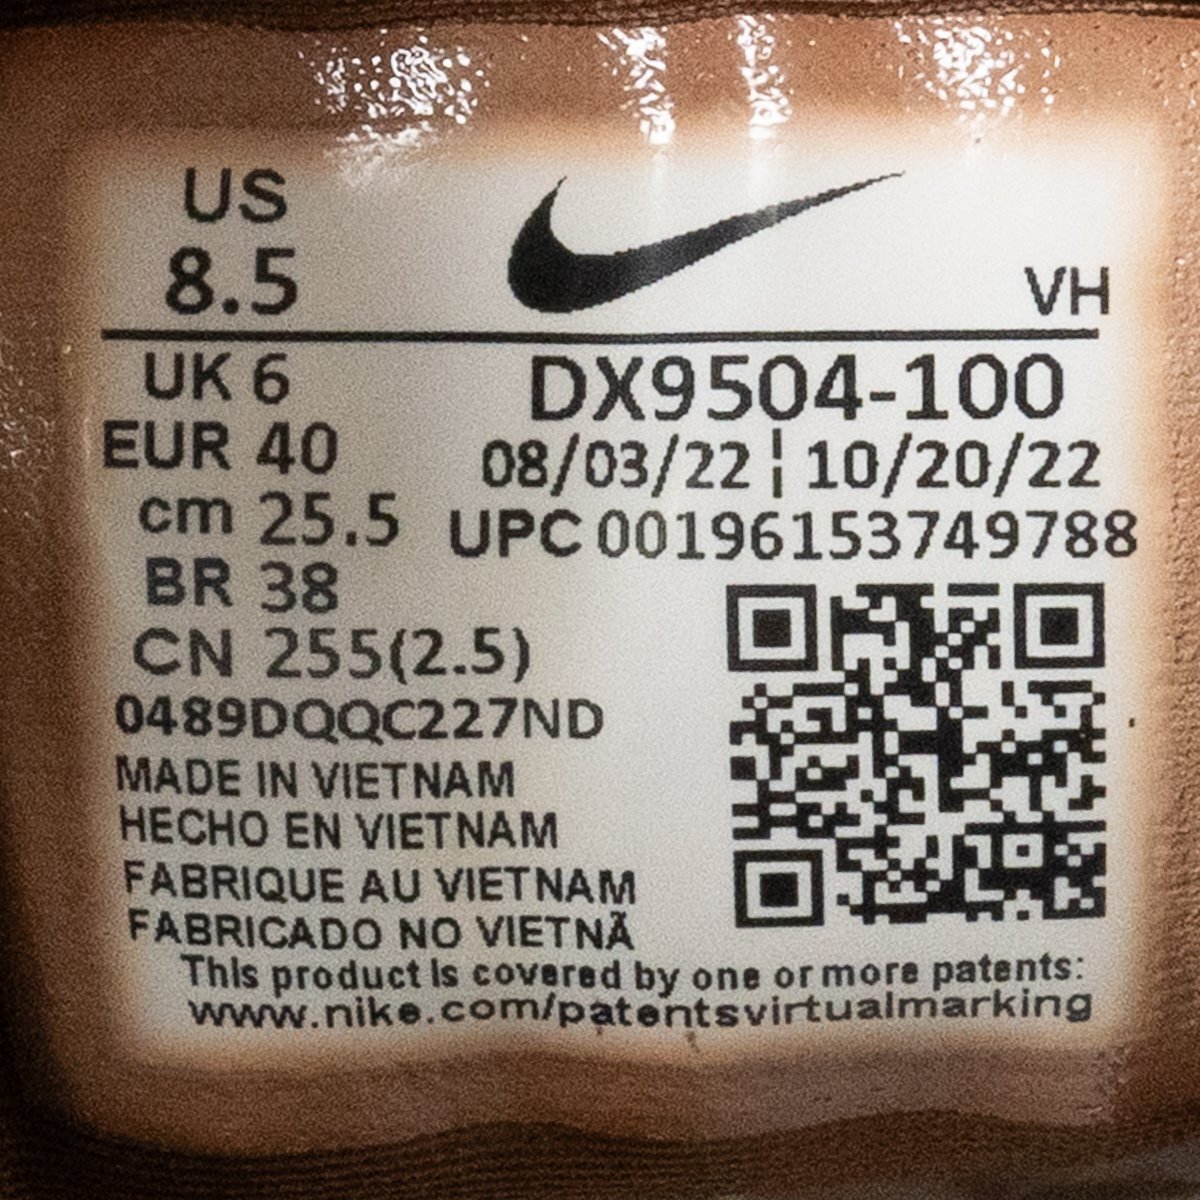 US
8.5
VH
UK 6
EUR 40
cm 25.5
BR 38
CN 255(2.5)
DX9504-100
08/03/22 ¦ 10/20/22
UPC 00196153749788
0489DQQC227ND
MADE IN VIETNAM
HECHO EN VIETNAM
FABRIQUE AU VIETNAM
FABRICADO NO VIETNÃ
This product is covered by one or more patents:
www.nike.com/patentsvirtualmarking